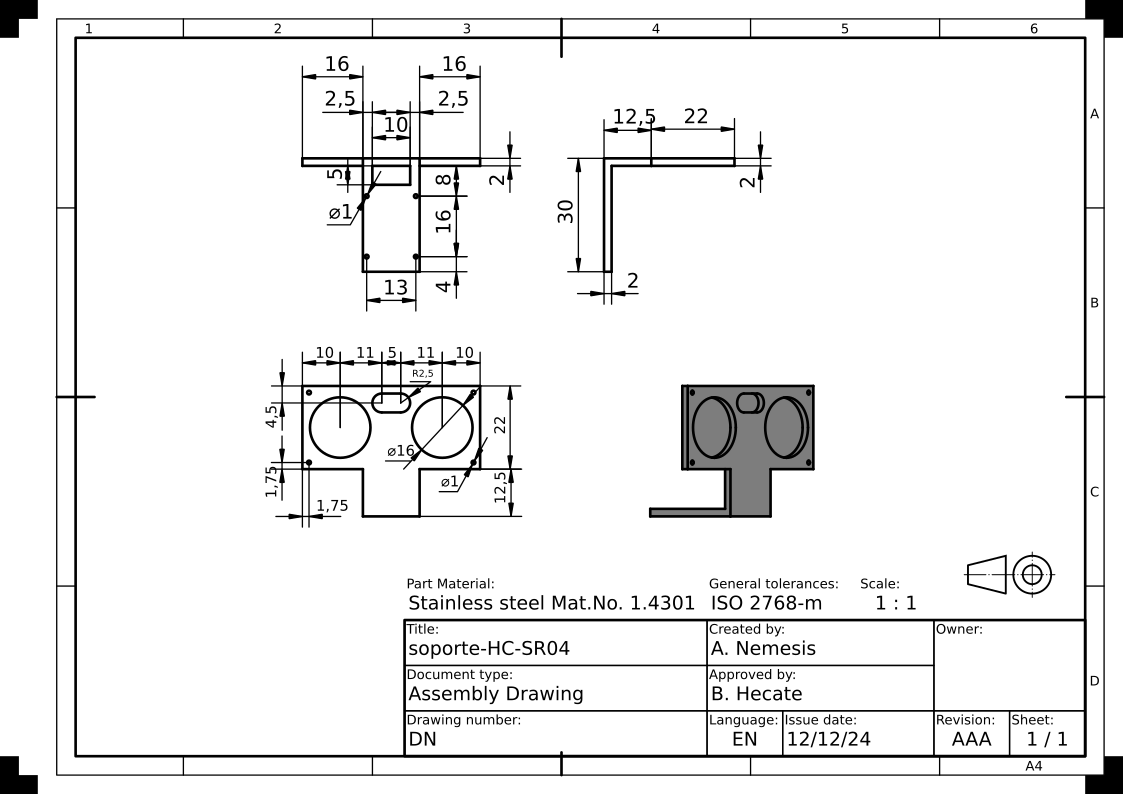 1 2 3 4 5 6
A
B
C
D
16 16
2,5 2,5
10
5
8
2
⌀1
16
13
4
12,5 22
2
30
2
10 11 5 11 10
R2,5
4,5
⌀16
22
⌀1
1,75
12,5
1,75
Part Material: General tolerances: Scale:
Stainless steel Mat.No. 1.4301 ISO 2768-m 1 : 1
Title: Created by: Owner:
soporte-HC-SR04 A. Nemesis
Document type: Approved by:
Assembly Drawing B. Hecate
Drawing number: Language: Issue date: Revision: Sheet:
DN EN 12/12/24 AAA 1 / 1
A4